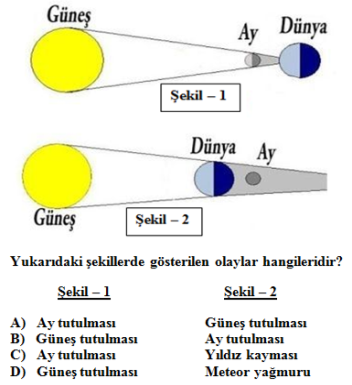 Güneş
Ay Dünya
Şekil – 1
Dünya Ay
Güneş
Şekil – 2
Yukarıdaki şekillerde gösterilen olaylar hangileridir?
Şekil – 1 Şekil – 2
A) Ay tutulması Güneş tutulması
B) Güneş tutulması Ay tutulması
C) Ay tutulması Yıldız kayması
D) Güneş tutulması Meteor yağmuru